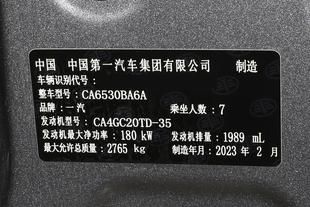 中国 中国第一汽车集团有限公司 制造
车辆识别代号：
整车型号：CA6530BA6A
品牌：一汽 乘坐人数：7
发动机型号：CA4GC20TD-35
发动机最大净功率：180 kW 发动机排量：1989 mL
最大允许总质量：2765 kg 制造年月：2023 年 2 月